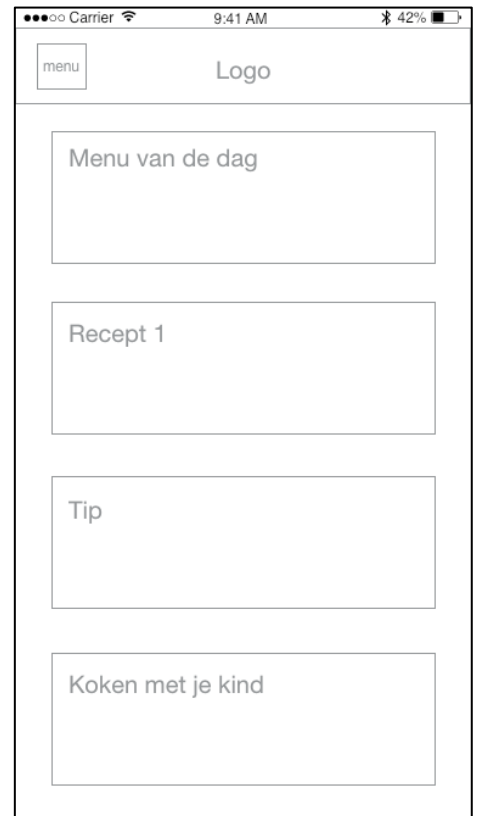 Carrier 9:41 AM 42%
menu Logo
Menu van de dag
Recept 1
Tip
Koken met je kind